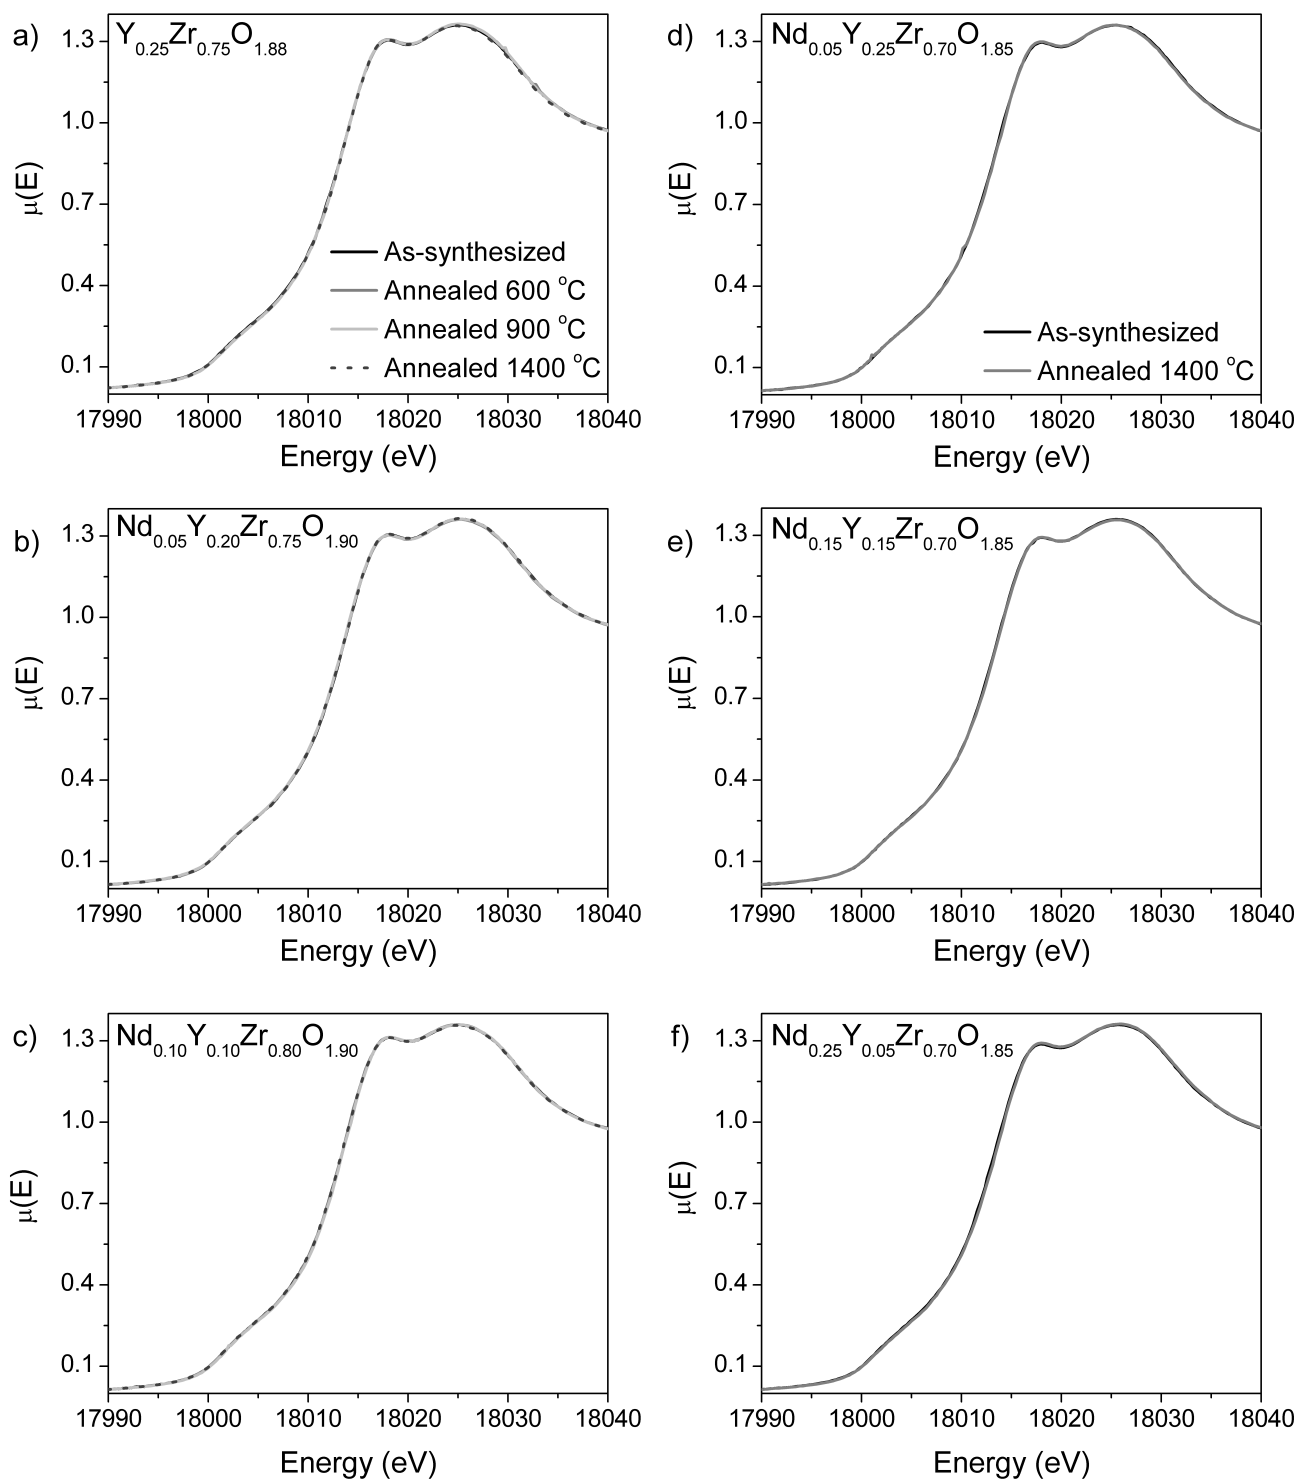 a) Y0.25Zr0.75O1.88
1.3
1.0
0.7
0.4
0.1
μ(E)
As-synthesized
Annealed 600 °C
Annealed 900 °C
Annealed 1400 °C
17990 18000 18010 18020 18030 18040
Energy (eV)
d) Nd0.05Y0.25Zr0.70O1.85
1.3
1.0
0.7
0.4
0.1
μ(E)
As-synthesized
Annealed 1400 °C
17990 18000 18010 18020 18030 18040
Energy (eV)
b) Nd0.05Y0.20Zr0.75O1.90
1.3
1.0
0.7
0.4
0.1
μ(E)
17990 18000 18010 18020 18030 18040
Energy (eV)
e) Nd0.15Y0.15Zr0.70O1.85
1.3
1.0
0.7
0.4
0.1
μ(E)
17990 18000 18010 18020 18030 18040
Energy (eV)
c) Nd0.10Y0.10Zr0.80O1.90
1.3
1.0
0.7
0.4
0.1
μ(E)
17990 18000 18010 18020 18030 18040
Energy (eV)
f) Nd0.25Y0.05Zr0.70O1.85
1.3
1.0
0.7
0.4
0.1
μ(E)
17990 18000 18010 18020 18030 18040
Energy (eV)